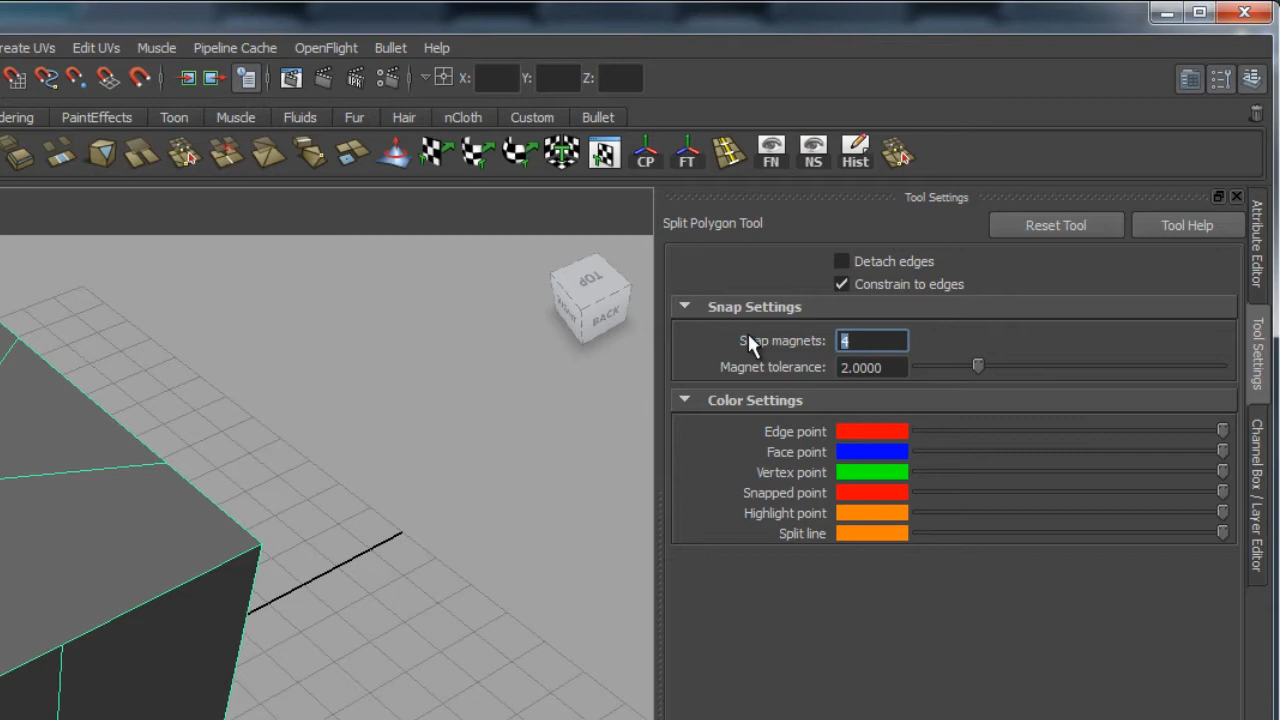 reate UVs Edit UVs Muscle Pipeline Cache OpenFlight Bullet Help
X: Y: Z:
dering PaintEffects Toon Muscle Fluids Fur Hair nCloth Custom Bullet
CP FT FN NS Hist
Tool Settings
Split Polygon Tool Reset Tool Tool Help
Detach edges
Constrain to edges
Snap Settings
magnets: 4
Magnet tolerance: 2.0000
Color Settings
Edge point
Face point
Vertex point
Snapped point
Highlight point
Split line
TOP
BACK
Attribute Editor
Tool Settings
Channel Box / Layer Editor